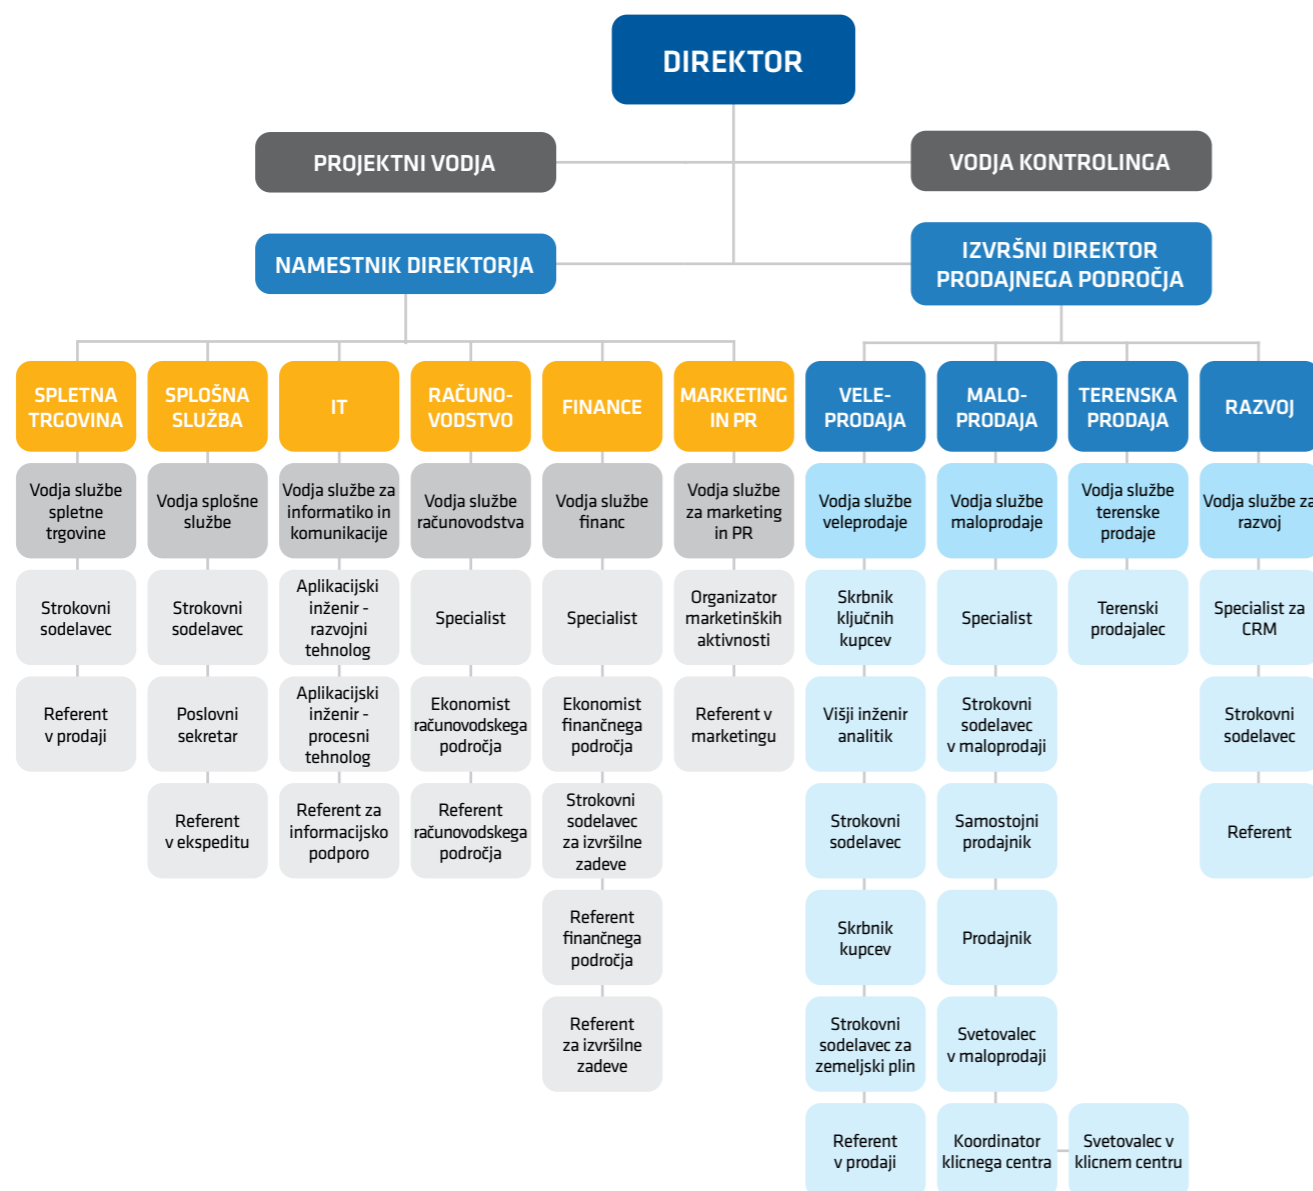 DIREKTOR
PROJEKTNI VODJA
VODJA KONTROLINGA
NAMESTNIK DIREKTORJA
IZVRŠNI DIREKTOR
PRODAJNEGA PODROČJA
SPLETNA
TRGOVINA
SPLOŠNA
SLUŽBA
IT
RAČUNO-
VODSTVO
FINANCE
MARKETING
IN PR
VELE-
PRODAJA
MALO-
PRODAJA
TERENSKA
PRODAJA
RAZVOJ
Vodja službe
spletne
trgovine
Vodja splošne
službe
Vodja službe za
informatiko in
komunikacije
Vodja službe
računovodstva
Vodja službe
financ
Vodja službe
za marketing
in PR
Vodja službe
veleprodaje
Vodja službe
maloprodaje
Vodja službe
terenske
prodaje
Vodja službe za
razvoj
Strokovni
sodelavec
Strokovni
sodelavec
Aplikacijski
inženir -
razvojni
tehnolog
Specialist
Specialist
Organizator
marketinških
aktivnosti
Skrbnik
ključnih
kupcev
Specialist
Terenski
prodajalec
Specialist za
CRM
Referent
v prodaji
Poslovni
sekretar
Aplikacijski
inženir -
procesni
tehnolog
Ekonomist
računovodskega
področja
Ekonomist
finančnega
področja
Referent v
marketingu
Višji inženir
analitik
Strokovni
sodelavec
v maloprodaji
Strokovni
sodelavec
Referent
v ekspeditu
Referent za
informacijsko
podporo
Referent
računovodskega
področja
Strokovni
sodelavec
za izvršilne
zadeve
Strokovni
sodelavec
Samostojni
prodajnik
Referent
Referent
finančnega
področja
Skrbnik
kupcev
Prodajnik
Referent
za izvršilne
zadeve
Strokovni
sodelavec za
zemeljski plin
Svetovalec
v maloprodaji
Referent
v prodaji
Koordinator
klicnega centra
Svetovalec v
klicnem centru